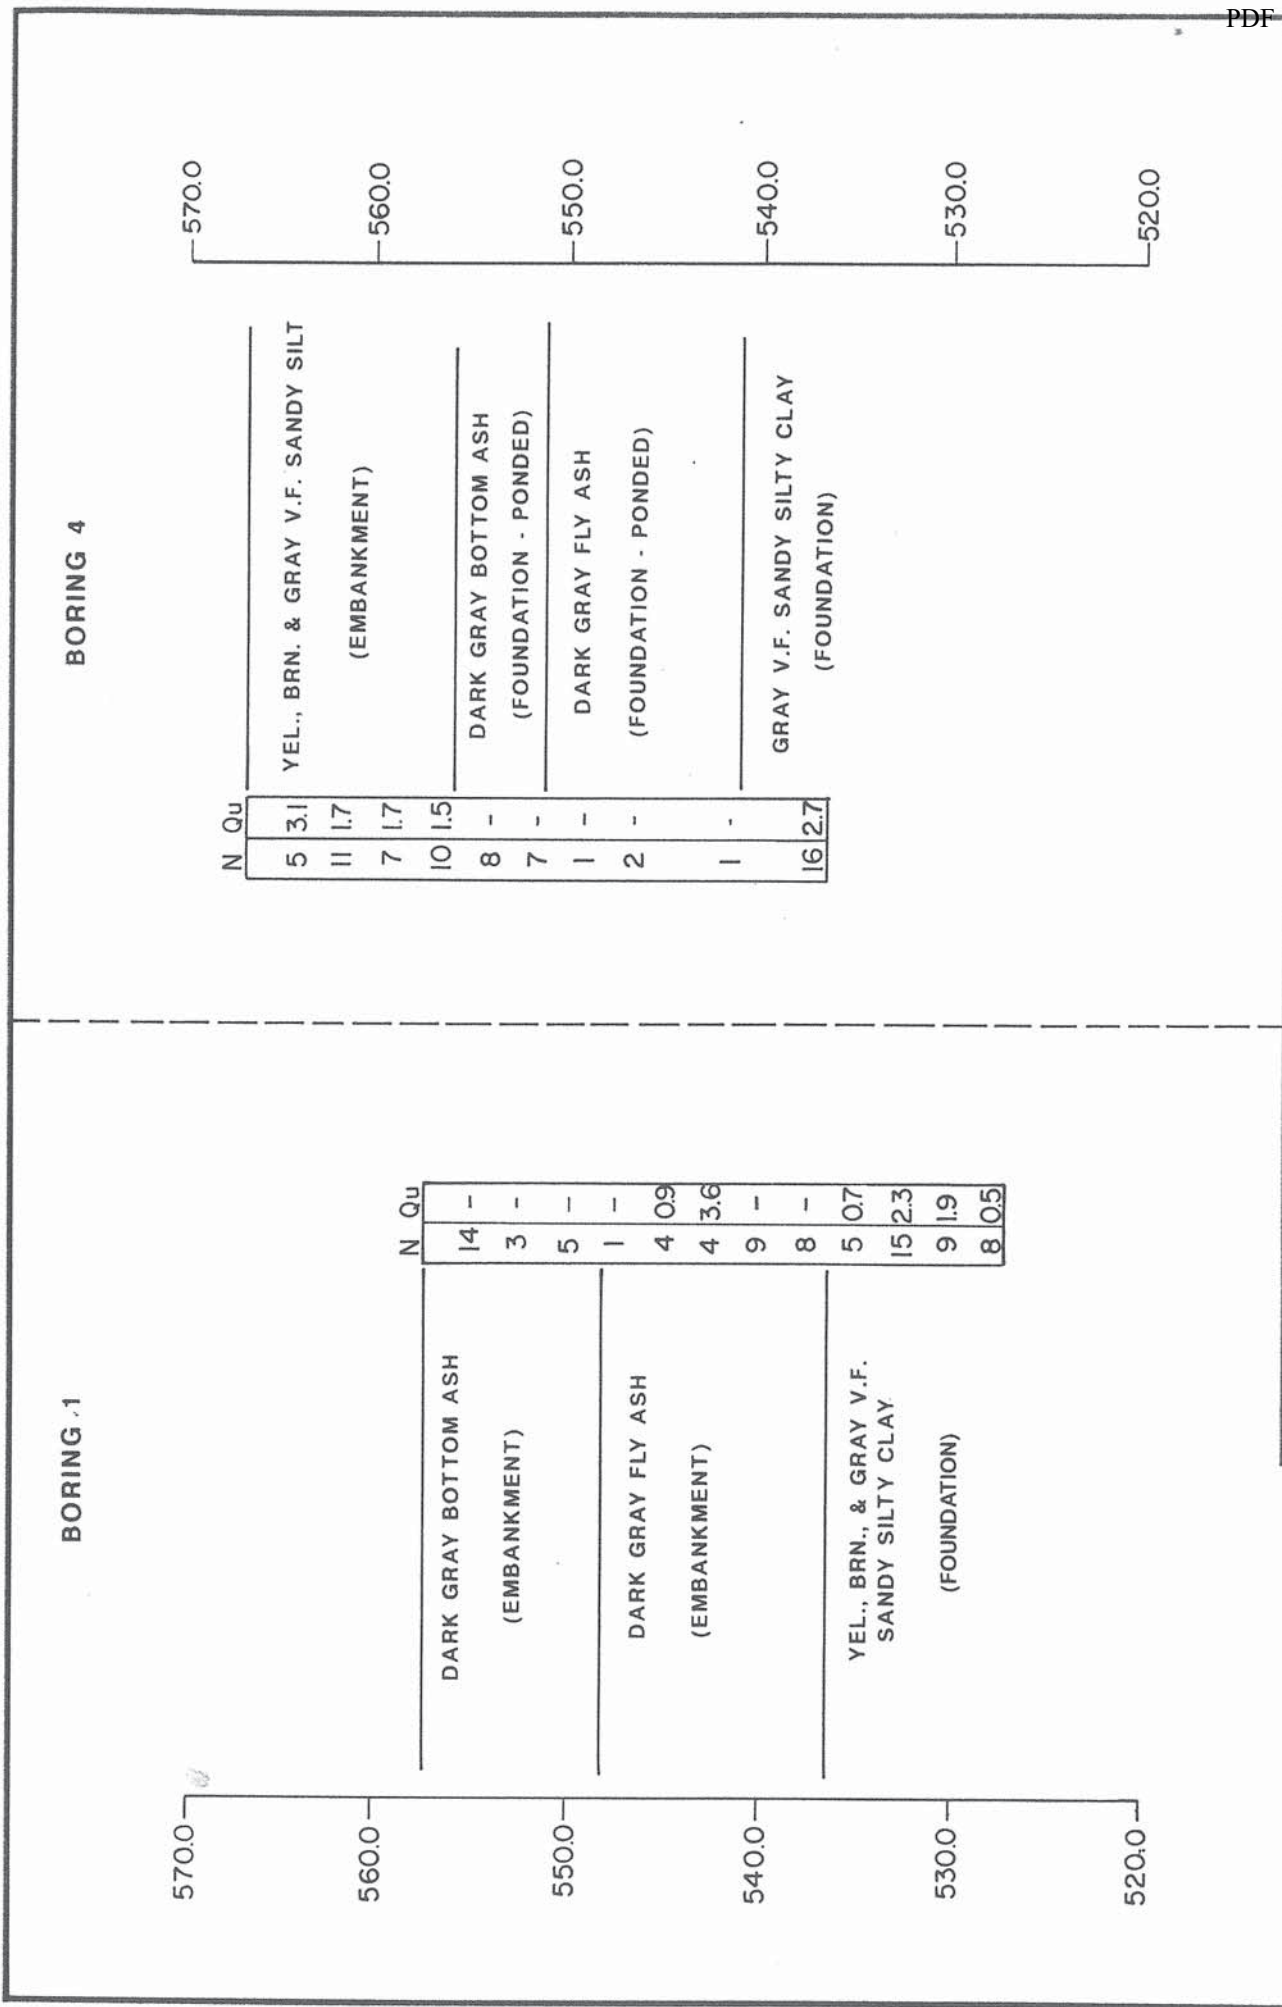 PDF
BORING 1
570.0
560.0
550.0
540.0
530.0
520.0
DARK GRAY BOTTOM ASH
(EMBANKMENT)
DARK GRAY FLY ASH
(EMBANKMENT)
YEL., BRN., & GRAY V.F.
SANDY SILTY CLAY
(FOUNDATION)
N Qu
14 -
3 -
5 -
1 -
4 0.9
4 3.6
9 -
8 -
5 0.7
15 2.3
9 1.9
8 0.5
BORING 4
N Qu
5 3.1
11 1.7
7 1.7
10 1.5
8 -
7 -
1 -
2 -
1 -
16 2.7
YEL., BRN. & GRAY V.F. SANDY SILT
(EMBANKMENT)
DARK GRAY BOTTOM ASH
(FOUNDATION - PONDED)
DARK GRAY FLY ASH
(FOUNDATION - PONDED)
GRAY V.F. SANDY SILTY CLAY
(FOUNDATION)
570.0
560.0
550.0
540.0
530.0
520.0